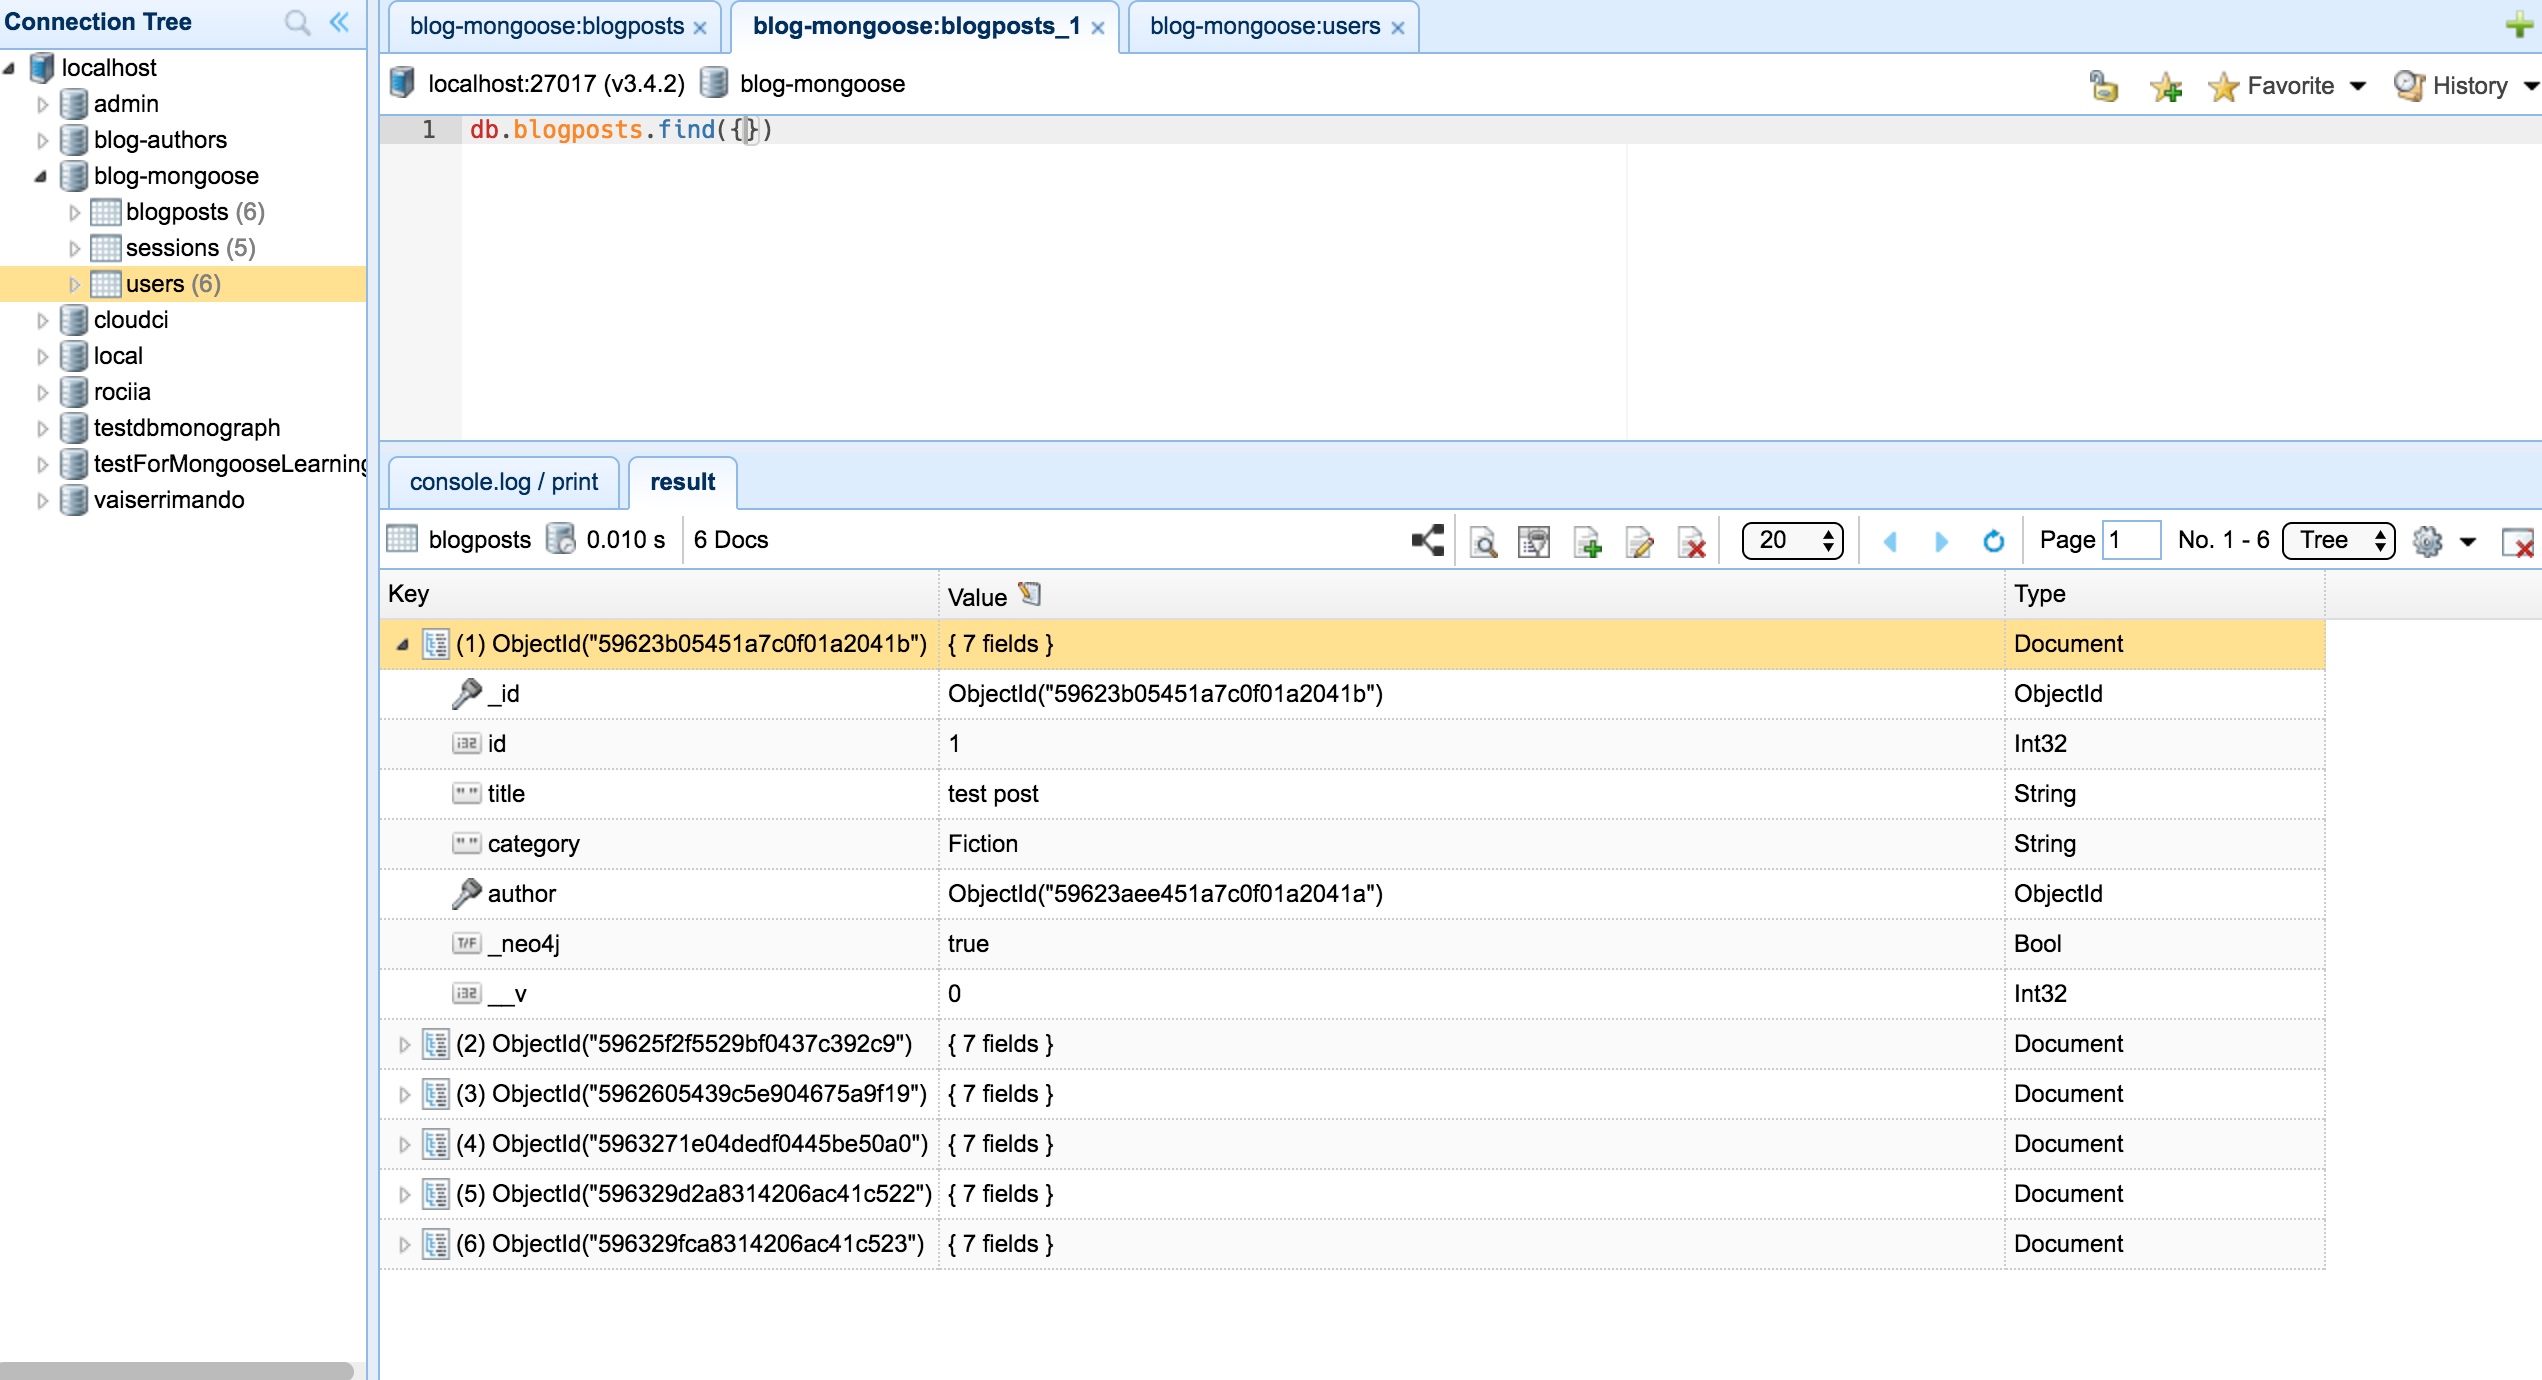 Connection Tree
localhost
admin
blog-authors
blog-mongoose
blogposts (6)
sessions (5)
users (6)
cloudci
local
rociia
testdbmonograph
testForMongooseLearning
vaiserrimando
blog-mongoose:blogposts
blog-mongoose:blogposts_1
blog-mongoose:users
localhost:27017 (v3.4.2) blog-mongoose
Favorite History
1 db.blogposts.find({})
console.log / print result
blogposts 0.010 s 6 Docs 20 Page 1 No. 1 - 6 Tree
Key Value Type
(1) ObjectId("59623b05451a7c0f01a2041b") { 7 fields } Document
_id ObjectId("59623b05451a7c0f01a2041b") ObjectId
i32 id 1 Int32
" " title test post String
" " category Fiction String
author ObjectId("59623aee451a7c0f01a2041a") ObjectId
T/F _neo4j true Bool
i32 __v 0 Int32
(2) ObjectId("59625f2f5529bf0437c392c9") { 7 fields } Document
(3) ObjectId("5962605439c5e904675a9f19") { 7 fields } Document
(4) ObjectId("5963271e04dedf0445be50a0") { 7 fields } Document
(5) ObjectId("596329d2a8314206ac41c522") { 7 fields } Document
(6) ObjectId("596329fca8314206ac41c523") { 7 fields } Document